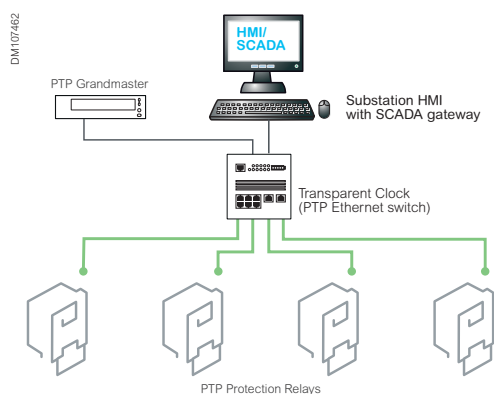 DM107462
HMI/
SCADA
PTP Grandmaster
Substation HMI
with SCADA gateway
Transparent Clock
(PTP Ethernet switch)
PTP Protection Relays